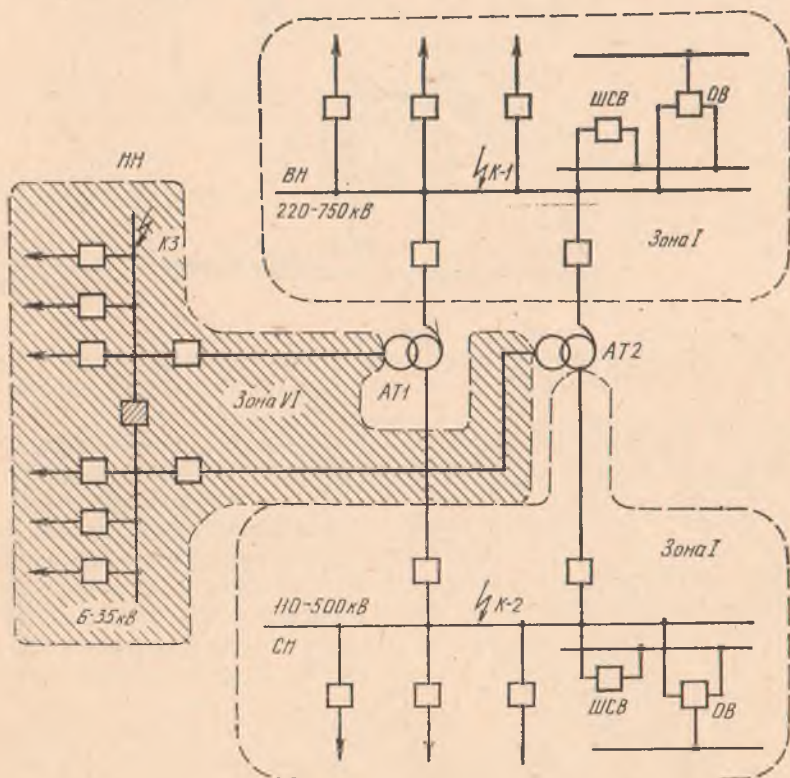 ШСВ
ОВ
НН
ВН
К-1
220-750кВ
Зона I
К3
АТ1
АТ2
Зона VI
Зона I
6-35кВ
110-500кВ
К-2
СН
ШСВ
ОВ